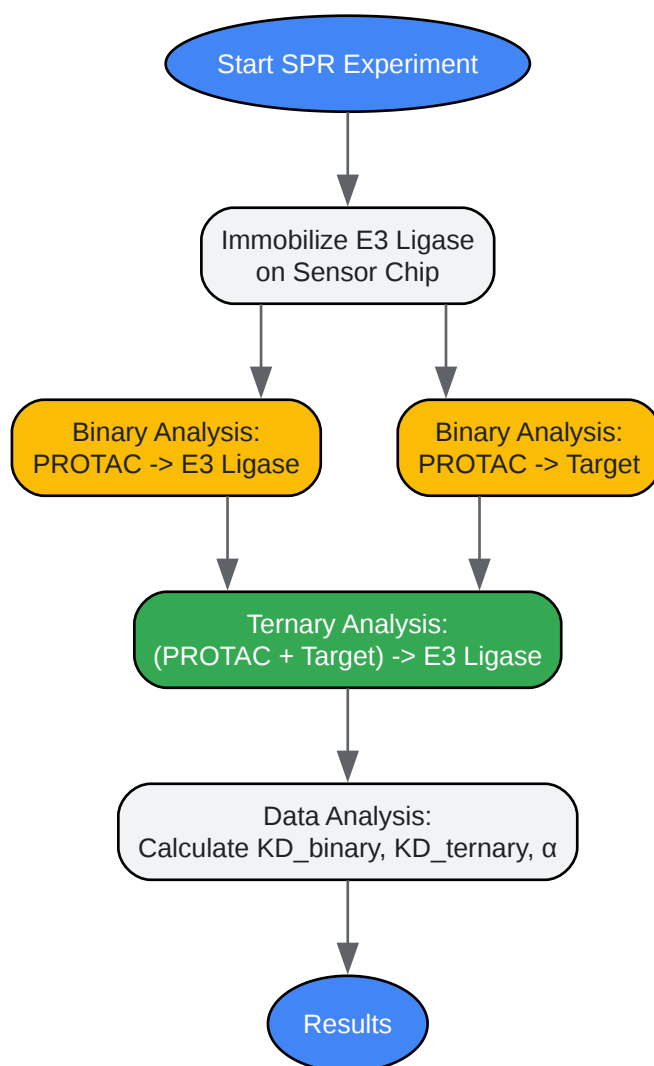 Start SPR Experiment
Immobilize E3 Ligase
on Sensor Chip
Binary Analysis:
PROTAC -> E3 Ligase
Binary Analysis:
PROTAC -> Target
Ternary Analysis:
(PROTAC + Target) -> E3 Ligase
Data Analysis:
Calculate KD_binary, KD_ternary, α
Results